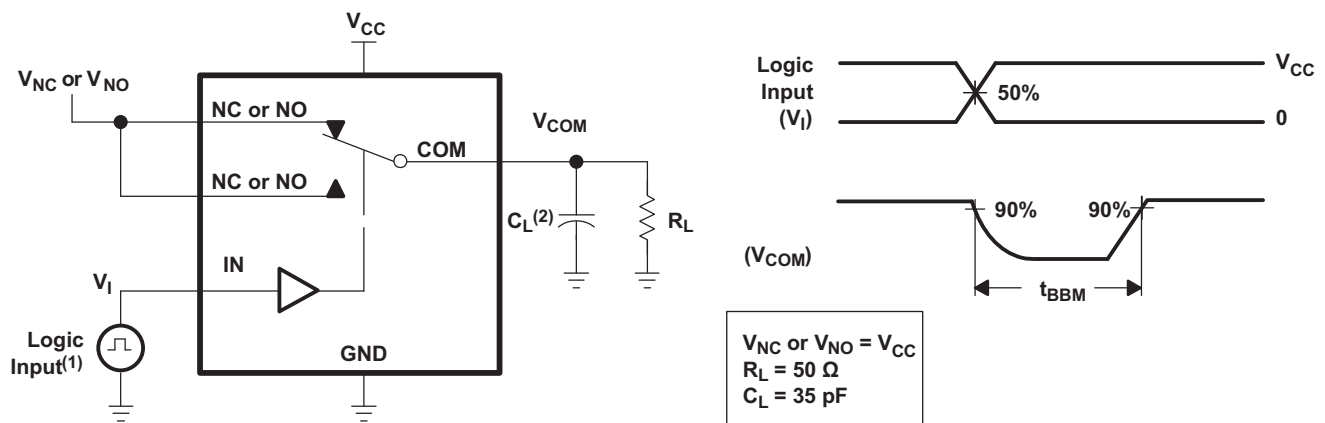 V_CC
V_NC or V_NO
NC or NO
V_COM
COM
NC or NO
C_L(2)
R_L
IN
V_I
Logic
Input(1)
GND
Logic
Input
(V_I)
V_CC
50%
0
90%
90%
(V_COM)
t_BBM
V_NC or V_NO = V_CC
R_L = 50 Ω
C_L = 35 pF